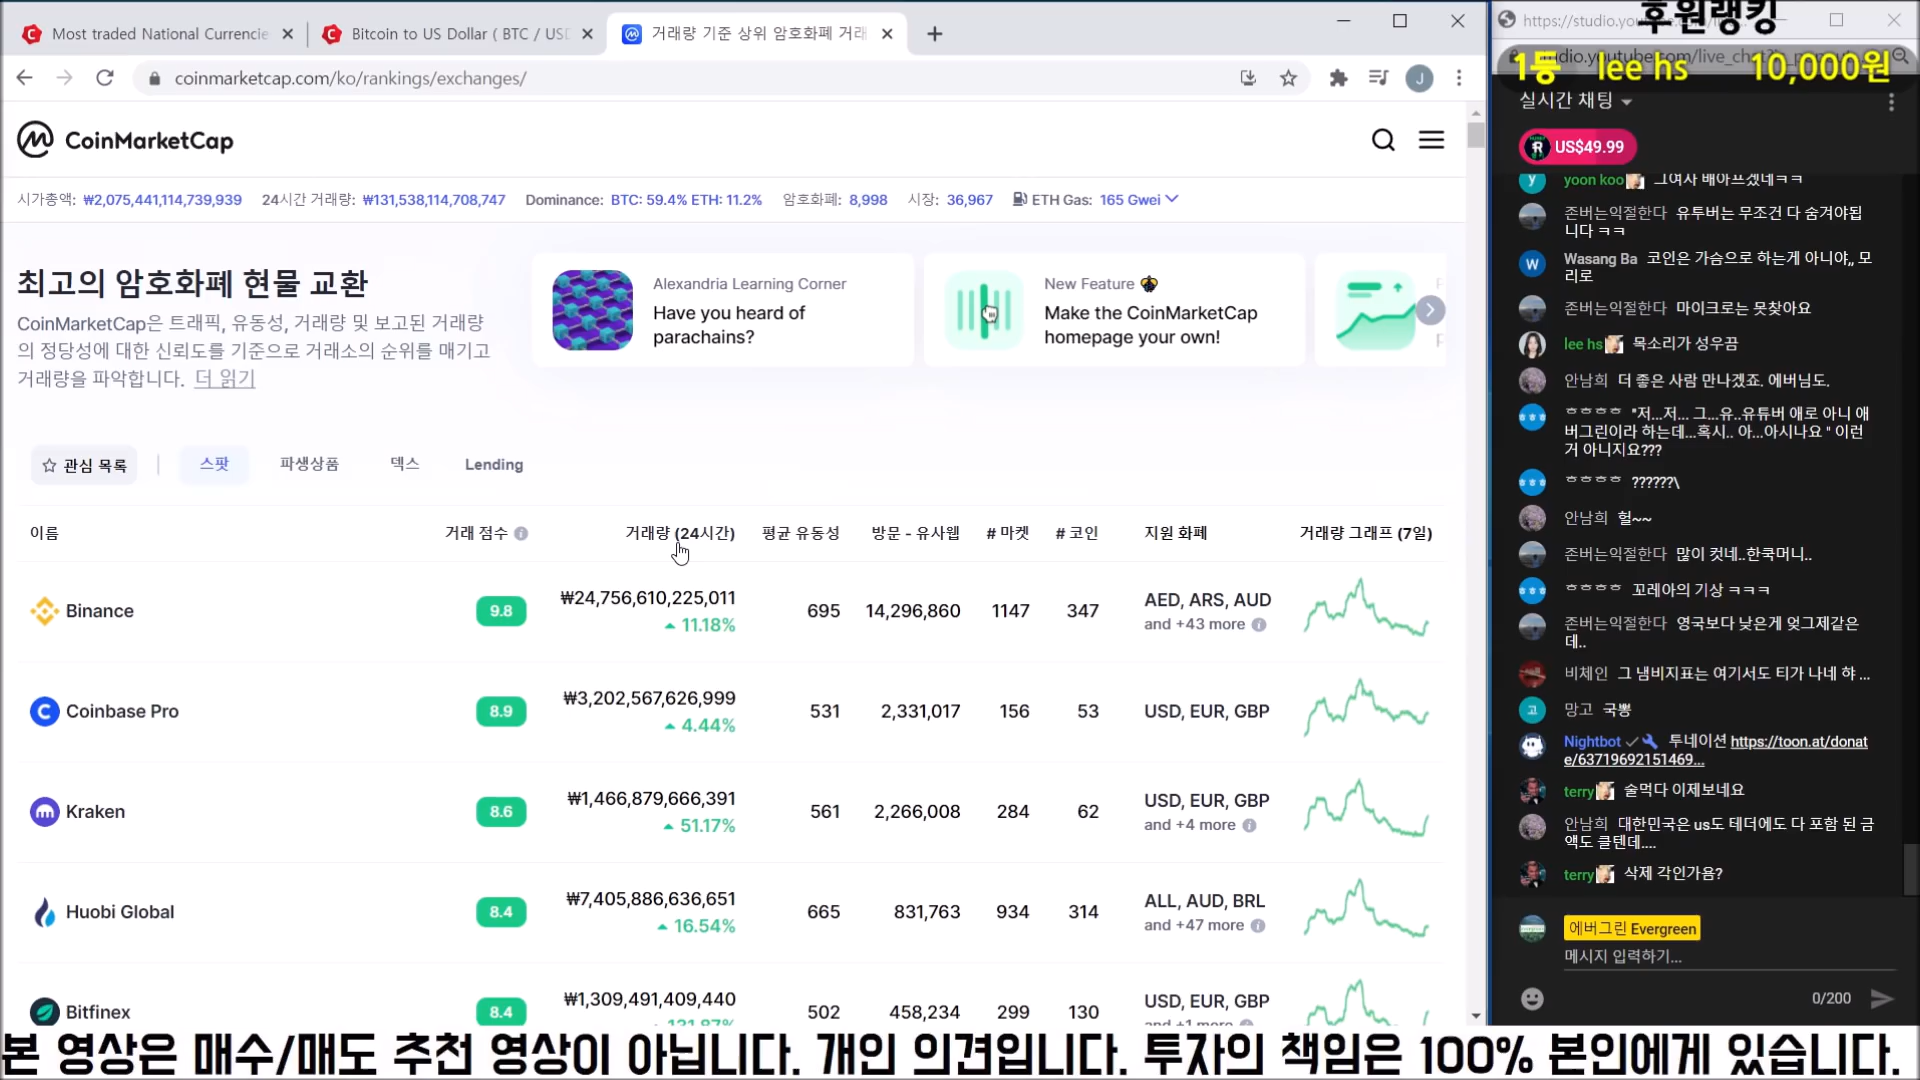 Most traded National Currencie
Bitcoin to US Dollar ( BTC / USD
거래량 기준 상위 암호화폐 거래
coinmarketcap.com/ko/rankings/exchanges/
J
CoinMarketCap
시가총액: ₩2,075,441,114,739,939 24시간 거래량: ₩131,538,114,708,747 Dominance: BTC: 59.4% ETH: 11.2% 암호화폐: 8,998 시장: 36,967 ETH Gas: 165 Gwei
최고의 암호화폐 현물 교환
CoinMarketCap은 트래픽, 유동성, 거래량 및 보고된 거래량
의 정당성에 대한 신뢰도를 기준으로 거래소의 순위를 매기고
거래량을 파악합니다. 더 읽기
Alexandria Learning Corner
Have you heard of
parachains?
New Feature
Make the CoinMarketCap
homepage your own!
관심 목록 스팟 파생상품 덱스 Lending
이름 거래 점수 거래량 (24시간) 평균 유동성 방문 - 유사웹 # 마켓 # 코인 지원 화폐 거래량 그래프 (7일)
Binance 9.8 ₩24,756,610,225,011 695 14,296,860 1147 347 AED, ARS, AUD
11.18% and +43 more
Coinbase Pro 8.9 ₩3,202,567,626,999 531 2,331,017 156 53 USD, EUR, GBP
4.44%
Kraken 8.6 ₩1,466,879,666,391 561 2,266,008 284 62 USD, EUR, GBP
51.17% and +4 more
Huobi Global 8.4 ₩7,405,886,636,651 665 831,763 934 314 ALL, AUD, BRL
16.54% and +47 more
Bitfinex 8.4 ₩1,309,491,409,440 502 458,234 299 130 USD, EUR, GBP
131.87% and +1 more
후원랭킹
https://studio.yo
1등 lee hs 10,000원
실시간 채팅
R US$49.99
yoon koo 그여자 배아프겠네ㅋㅋ
존버는익절한다 유투버는 무조건 다 숨겨야됩
니다 ㅋㅋ
W Wasang Ba 코인은 가슴으로 하는게 아니야,, 모
리로
존버는익절한다 마이크로는 못찾아요
lee hs 목소리가 성우끔
안남희 더 좋은 사람 만나겠죠. 에버님도.
ㅎㅎㅎㅎ "저...저... 그...유..유튜버 애로 아니 애
버그린이라 하는데...혹시.. 아...아시나요 " 이런
거 아니지요???
ㅎㅎㅎㅎ ??????\
안남희 헐~~
존버는익절한다 많이 컷네..한쿡머니..
ㅎㅎㅎㅎ 꼬레아의 기상 ㅋㅋㅋ
존버는익절한다 영국보다 낮은게 엊그제같은
데..
비체인 그 냄비지표는 여기서도 티가 나네 햐 ...
고 망고 국뽕
Nightbot 투네이션 https://toon.at/donat
e/63719692151469...
terry 술먹다 이제보네요
안남희 대한민국은 us도 테더에도 다 포함 된 금
액도 클텐데....
terry 삭제 각인가욤?
에버그린 Evergreen
메시지 입력하기...
0/200
본 영상은 매수/매도 추천 영상이 아닙니다. 개인 의견입니다. 투자의 책임은 100% 본인에게 있습니다.